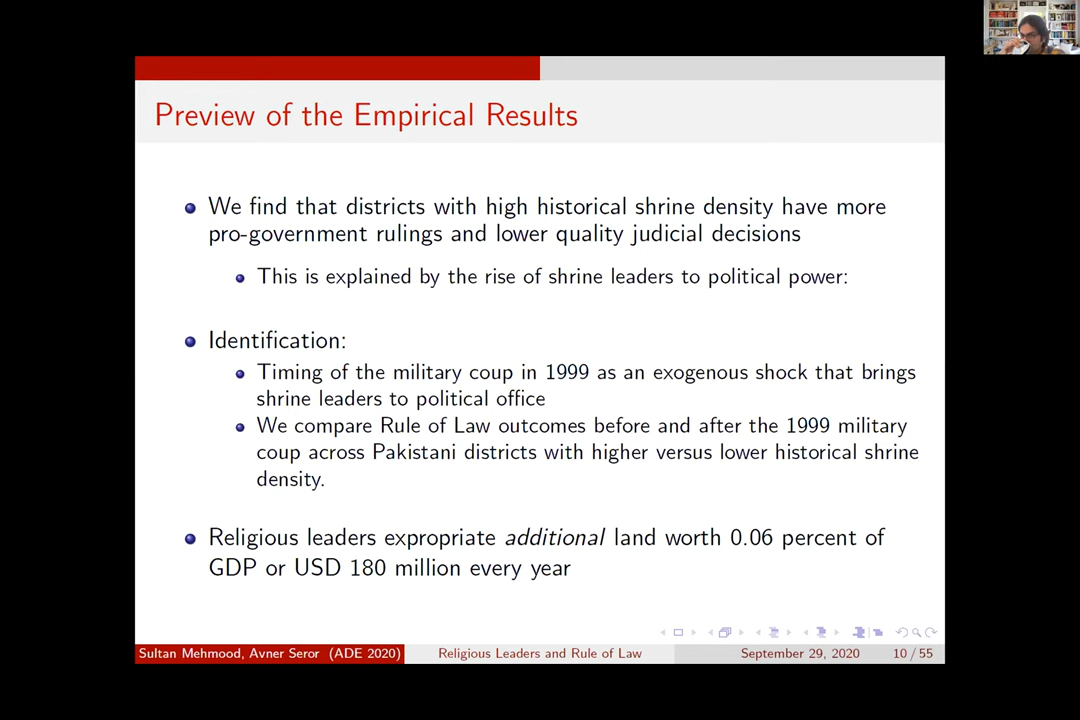 Preview of the Empirical Results
We find that districts with high historical shrine density have more
pro-government rulings and lower quality judicial decisions
This is explained by the rise of shrine leaders to political power:
Identification:
Timing of the military coup in 1999 as an exogenous shock that brings
shrine leaders to political office
We compare Rule of Law outcomes before and after the 1999 military
coup across Pakistani districts with higher versus lower historical shrine
density.
Religious leaders expropriate additional land worth 0.06 percent of
GDP or USD 180 million every year
Sultan Mehmood, Avner Seror (ADE 2020) Religious Leaders and Rule of Law September 29, 2020 10 / 55